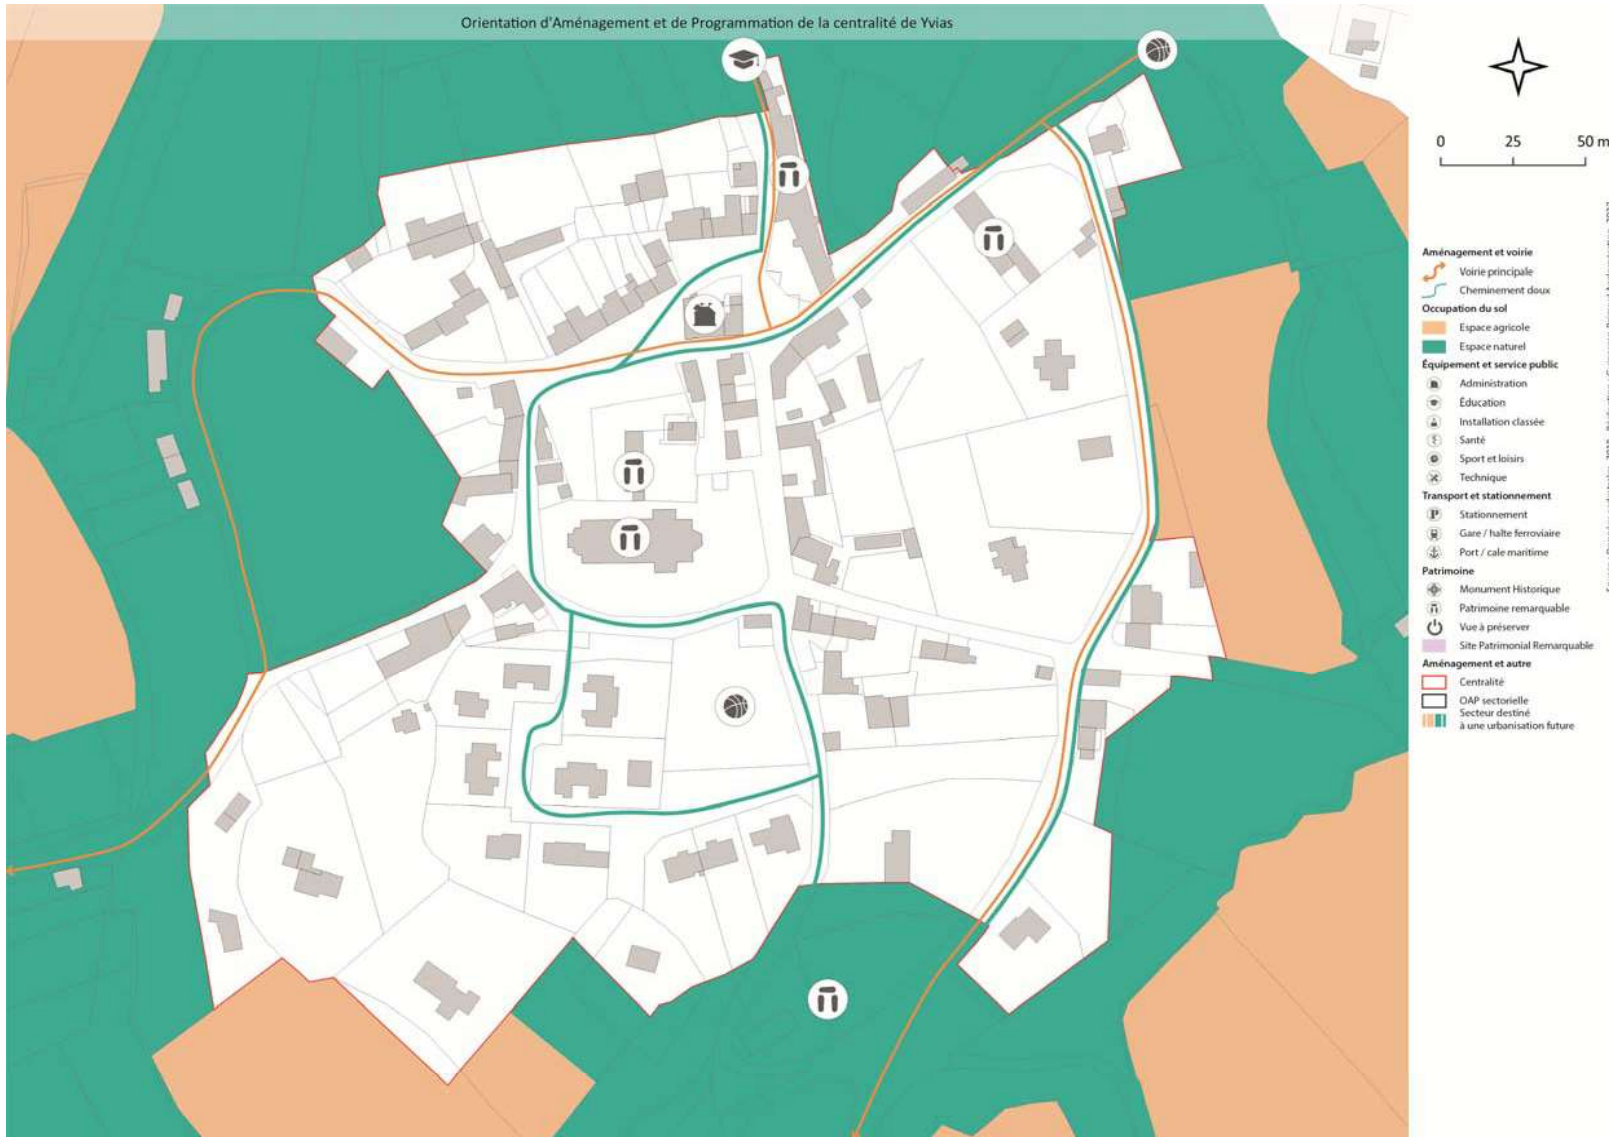 Orientation d'Aménagement et de Programmation de la centralité de Yvias
0 25 50 m
Aménagement et voirie
Voirie principale
Cheminement doux
Occupation du sol
Espace agricole
Espace naturel
Équipement et service public
Administration
Éducation
Installation classée
Santé
Sport et loisirs
Technique
Transport et stationnement
P Stationnement
Gare / halte ferroviaire
Port / cale maritime
Patrimoine
Monument Historique
Patrimoine remarquable
Vue à préserver
Site Patrimonial Remarquable
Aménagement et autre
Centralité
OAP sectorielle
Secteur destiné
à une urbanisation future